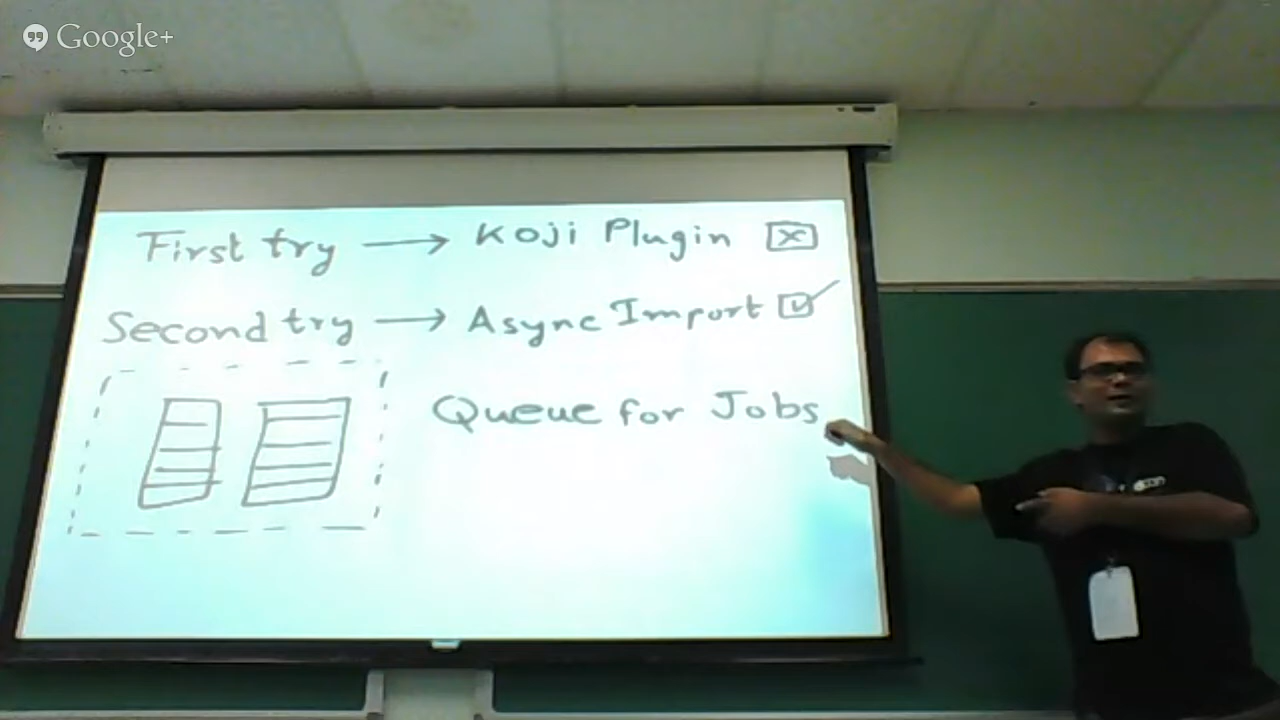 Google+
First try → Koji Plugin ☒
Second try → Async Import ☑
Queue for Jobs